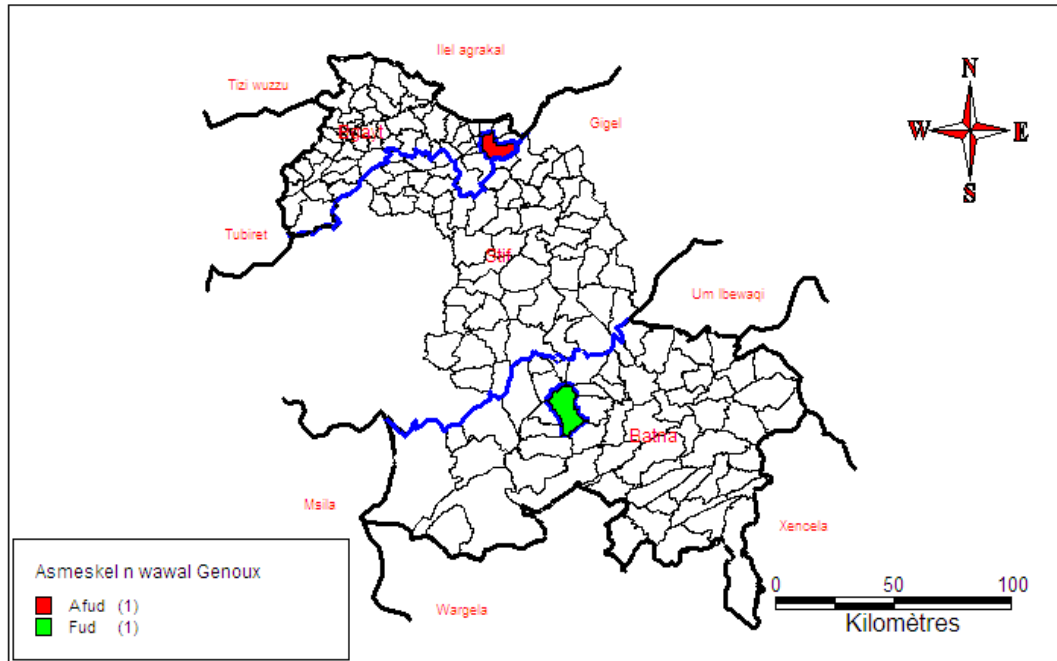 Ilel agrakal
Tizi wuzzu
N
Gigel
Bgayt
W E
S
Tubiret
Stif
Um lbewaqi
Batna
Msila
Xencela
Asmeskel n wawal Genoux
Afud (1)
Fud (1)
0 50 100
Kilomètres
Wargela